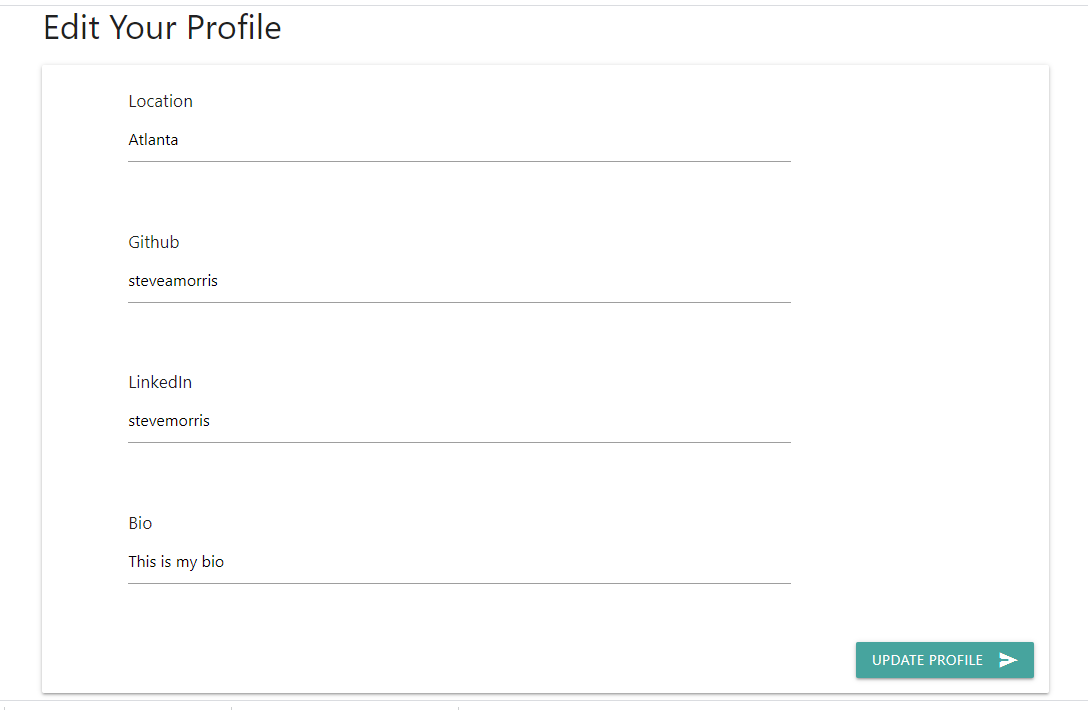 Edit Your Profile
Location
Atlanta
Github
steveamorris
LinkedIn
stevemorris
Bio
This is my bio
UPDATE PROFILE